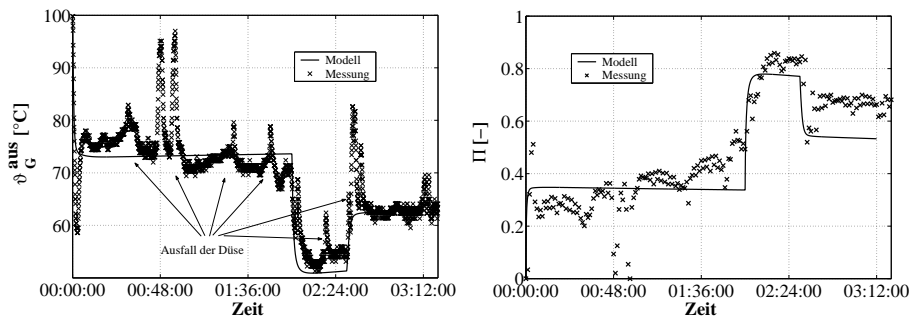 100
90
80
70
60
ϑ_G^aus [°C]
Modell
Messung
Ausfall der Düse
00:00:00 00:48:00 01:36:00 02:24:00 03:12:00
Zeit
1
0.8
0.6
0.4
0.2
0
Π [−]
Modell
Messung
00:00:00 00:48:00 01:36:00 02:24:00 03:12:00
Zeit